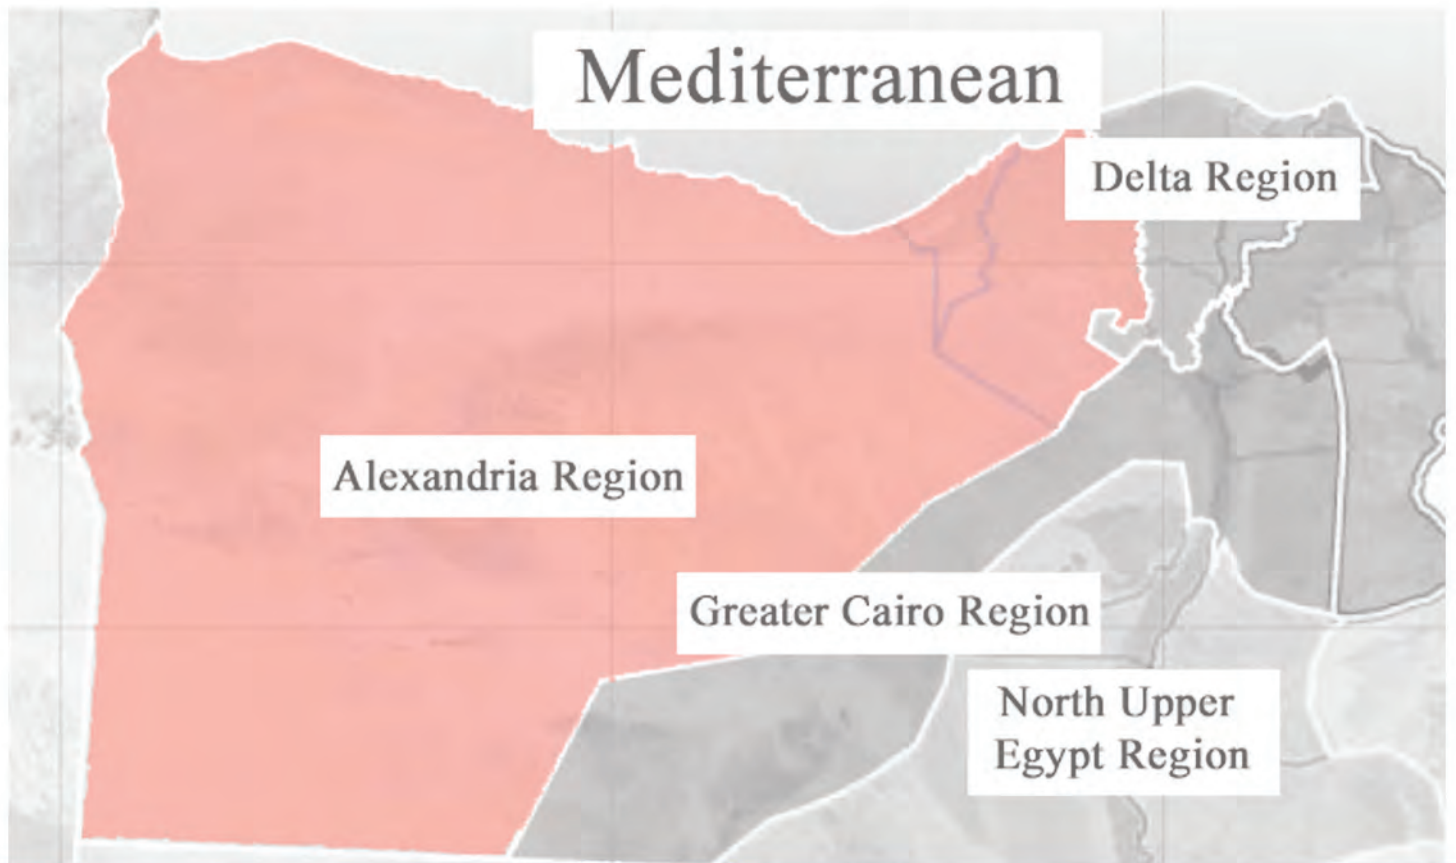 Mediterranean
Delta Region
Alexandria Region
Greater Cairo Region
North Upper
Egypt Region